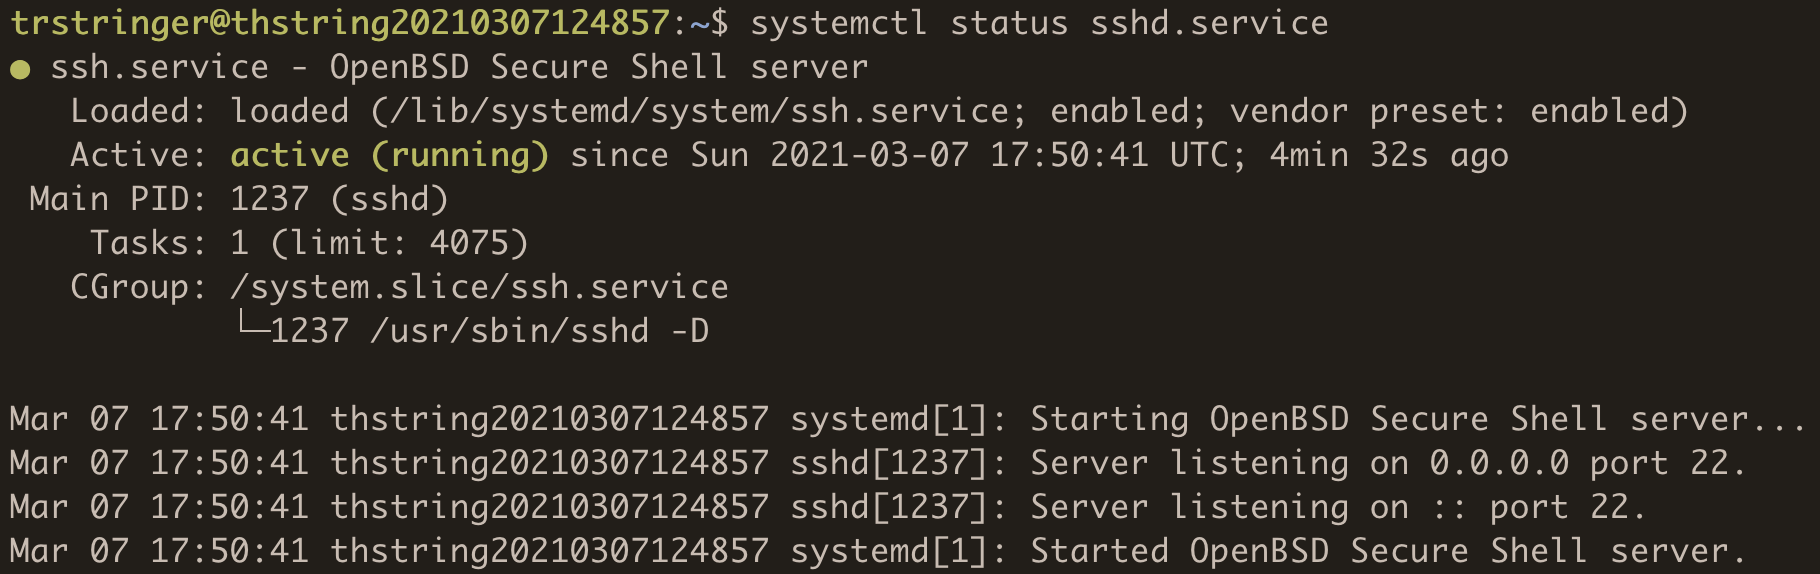 trstringer@thstring20210307124857:~$ systemctl status sshd.service
● ssh.service - OpenBSD Secure Shell server
   Loaded: loaded (/lib/systemd/system/ssh.service; enabled; vendor preset: enabled)
   Active: active (running) since Sun 2021-03-07 17:50:41 UTC; 4min 32s ago
 Main PID: 1237 (sshd)
    Tasks: 1 (limit: 4075)
   CGroup: /system.slice/ssh.service
           └─1237 /usr/sbin/sshd -D

Mar 07 17:50:41 thstring20210307124857 systemd[1]: Starting OpenBSD Secure Shell server...
Mar 07 17:50:41 thstring20210307124857 sshd[1237]: Server listening on 0.0.0.0 port 22.
Mar 07 17:50:41 thstring20210307124857 sshd[1237]: Server listening on :: port 22.
Mar 07 17:50:41 thstring20210307124857 systemd[1]: Started OpenBSD Secure Shell server.